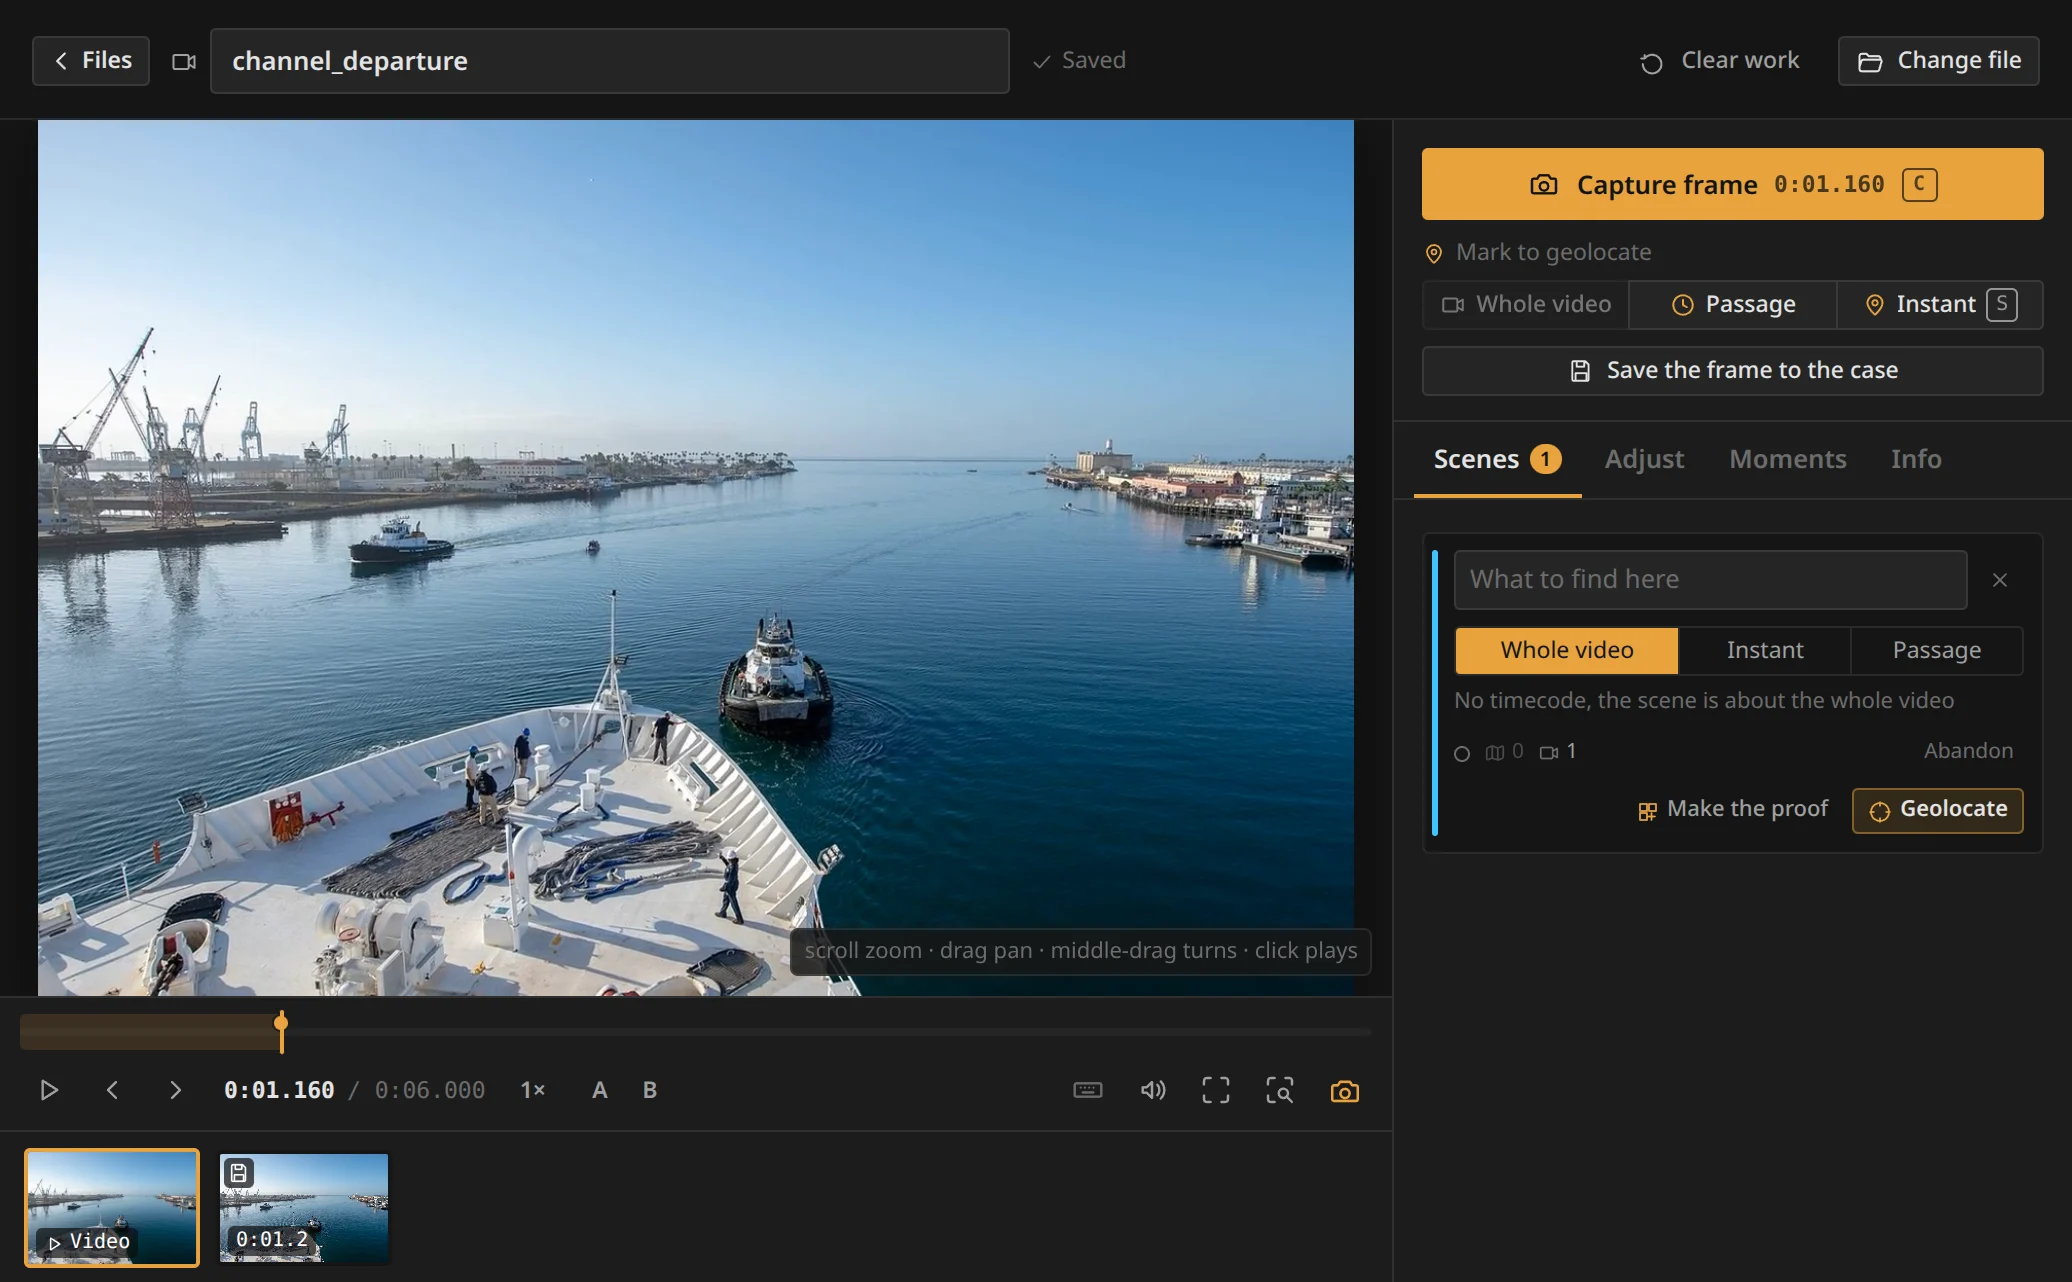 Files
channel_departure
Saved
Clear work
Change file
Capture frame 0:01.160 C
Mark to geolocate
Whole video
Passage
Instant S
Save the frame to the case
Scenes 1
Adjust
Moments
Info
What to find here
Whole video
Instant
Passage
No timecode, the scene is about the whole video
0
1
Abandon
Make the proof
Geolocate
scroll zoom · drag pan · middle-drag turns · click plays
0:01.160 / 0:06.000
1×
A
B
Video
0:01.2